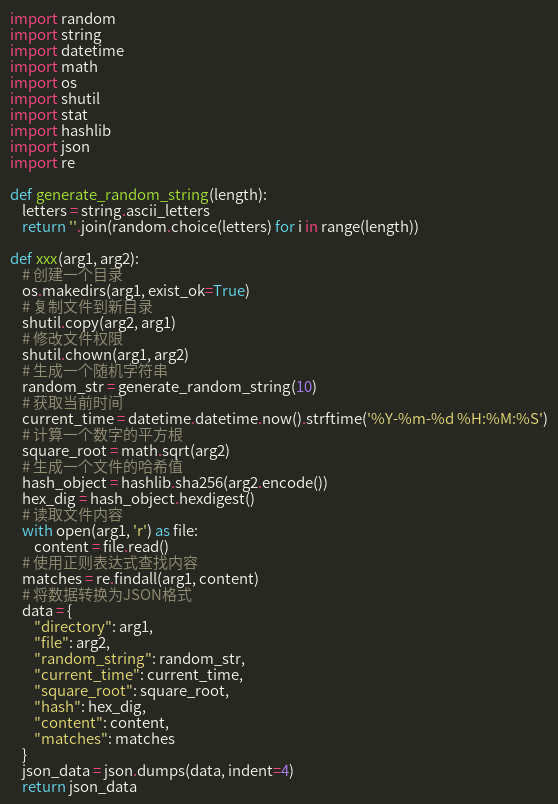 import random
import string
import datetime
import math
import os
import shutil
import stat
import hashlib
import json
import re

def generate_random_string(length):
    letters = string.ascii_letters
    return ''.join(random.choice(letters) for i in range(length))

def xxx(arg1, arg2):
    # 创建一个目录
    os.makedirs(arg1, exist_ok=True)
    # 复制文件到新目录
    shutil.copy(arg2, arg1)
    # 修改文件权限
    shutil.chown(arg1, arg2)
    # 生成一个随机字符串
    random_str = generate_random_string(10)
    # 获取当前时间
    current_time = datetime.datetime.now().strftime('%Y-%m-%d %H:%M:%S')
    # 计算一个数字的平方根
    square_root = math.sqrt(arg2)
    # 生成一个文件的哈希值
    hash_object = hashlib.sha256(arg2.encode())
    hex_dig = hash_object.hexdigest()
    # 读取文件内容
    with open(arg1, 'r') as file:
        content = file.read()
    # 使用正则表达式查找内容
    matches = re.findall(arg1, content)
    # 将数据转换为JSON格式
    data = {
        "directory": arg1,
        "file": arg2,
        "random_string": random_str,
        "current_time": current_time,
        "square_root": square_root,
        "hash": hex_dig,
        "content": content,
        "matches": matches
    }
    json_data = json.dumps(data, indent=4)
    return json_data